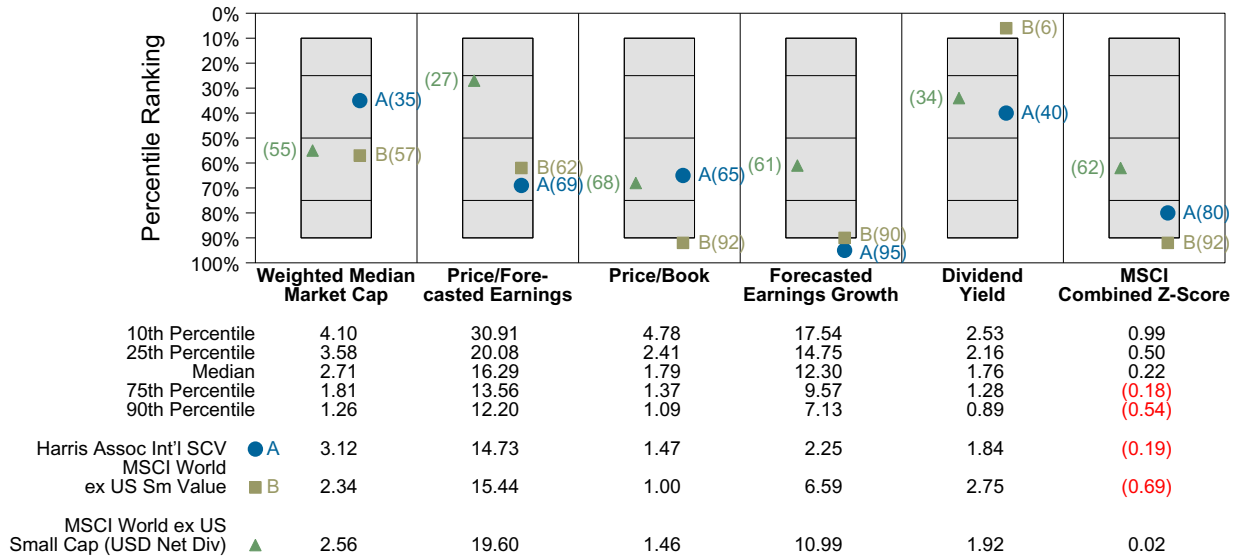 0%
10%
20%
30%
40%
50%
60%
70%
80%
90%
100%
Percentile Ranking
(55)
A(35)
B(57)
(27)
B(62)
A(69)
(68)
A(65)
B(92)
(61)
B(90)
A(95)
(34)
B(6)
A(40)
(62)
A(80)
B(92)
Weighted Median
Market Cap
Price/Fore-
casted Earnings
Price/Book
Forecasted
Earnings Growth
Dividend
Yield
MSCI
Combined Z-Score
10th Percentile 4.10 30.91 4.78 17.54 2.53 0.99
25th Percentile 3.58 20.08 2.41 14.75 2.16 0.50
Median 2.71 16.29 1.79 12.30 1.76 0.22
75th Percentile 1.81 13.56 1.37 9.57 1.28 (0.18)
90th Percentile 1.26 12.20 1.09 7.13 0.89 (0.54)
Harris Assoc Int'l SCV A 3.12 14.73 1.47 2.25 1.84 (0.19)
MSCI World
ex US Sm Value B 2.34 15.44 1.00 6.59 2.75 (0.69)
MSCI World ex US
Small Cap (USD Net Div) 2.56 19.60 1.46 10.99 1.92 0.02